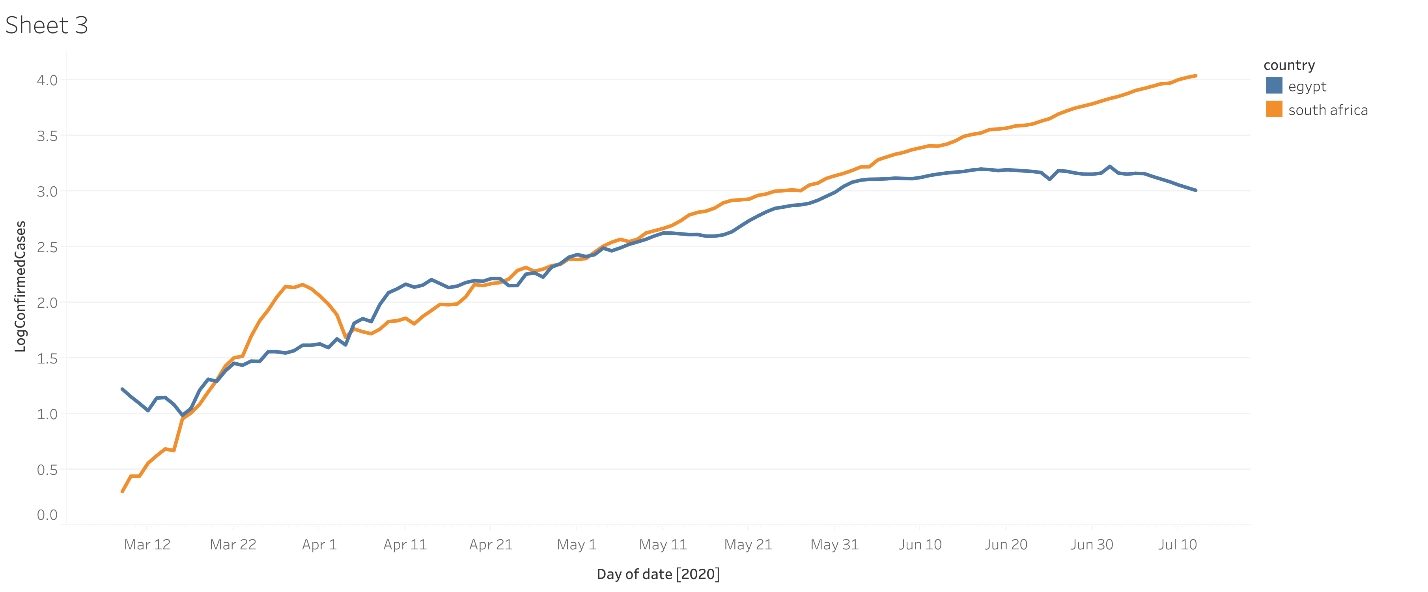 Sheet 3
country
egypt
south africa
4.0
3.5
3.0
2.5
2.0
1.5
1.0
0.5
0.0
LogConfirmedCases
Mar 12 Mar 22 Apr 1 Apr 11 Apr 21 May 1 May 11 May 21 May 31 Jun 10 Jun 20 Jun 30 Jul 10
Day of date [2020]